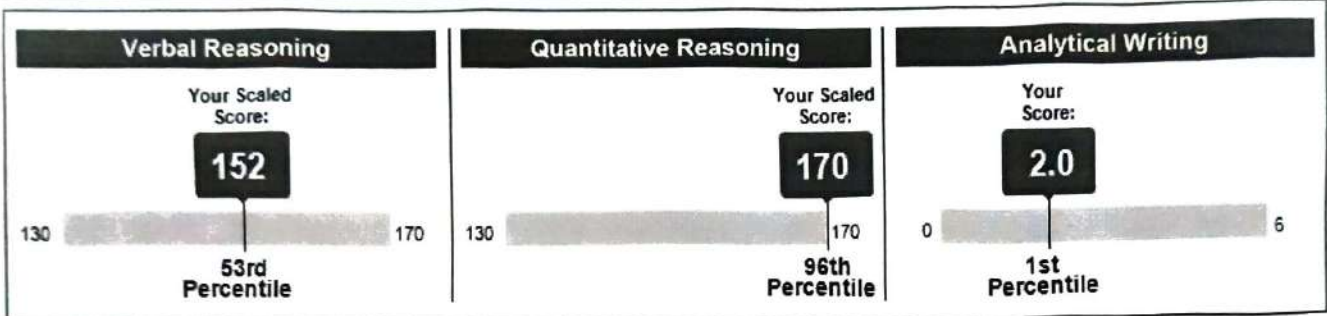 Verbal Reasoning
Your Scaled
Score:
152
130
170
53rd
Percentile
Quantitative Reasoning
Your Scaled
Score:
170
130
170
96th
Percentile
Analytical Writing
Your
Score:
2.0
0
6
1st
Percentile